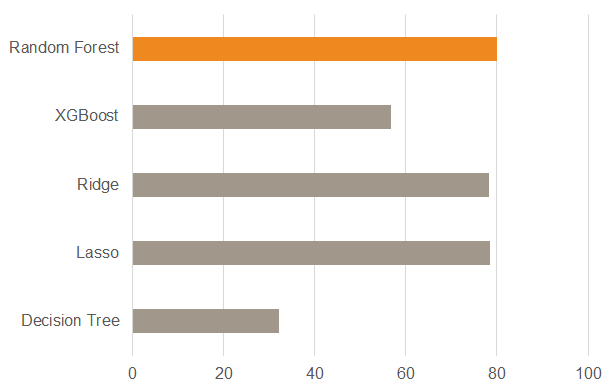 Random Forest
XGBoost
Ridge
Lasso
Decision Tree
0 20 40 60 80 100